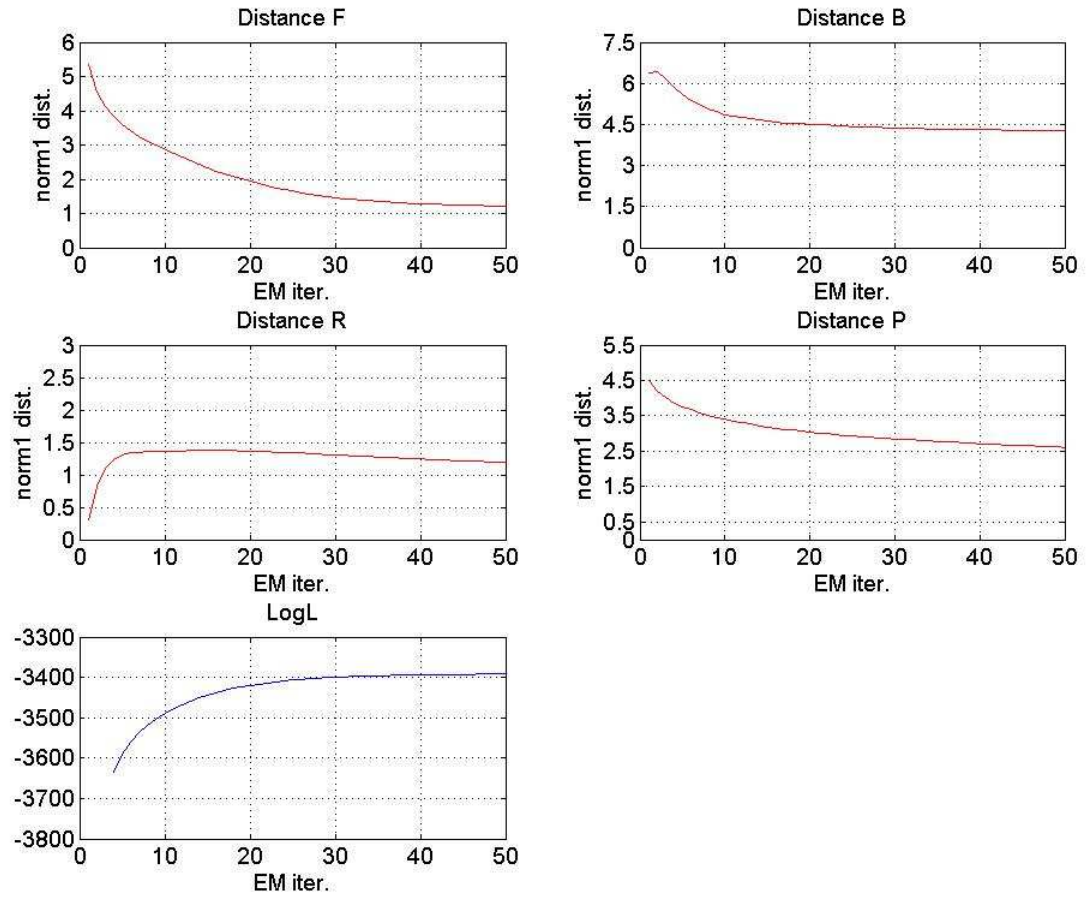 Distance F
6
5
4
3
2
1
0
norm1 dist.
0 10 20 30 40 50
EM iter.
Distance B
7.5
6
4.5
3
1.5
0
norm1 dist.
0 10 20 30 40 50
EM iter.
Distance R
3
2.5
2
1.5
1
0.5
0
norm1 dist.
0 10 20 30 40 50
EM iter.
Distance P
5.5
4.5
3.5
2.5
1.5
0.5
0
norm1 dist.
0 10 20 30 40 50
EM iter.
LogL
-3300
-3400
-3500
-3600
-3700
-3800
0 10 20 30 40 50
EM iter.